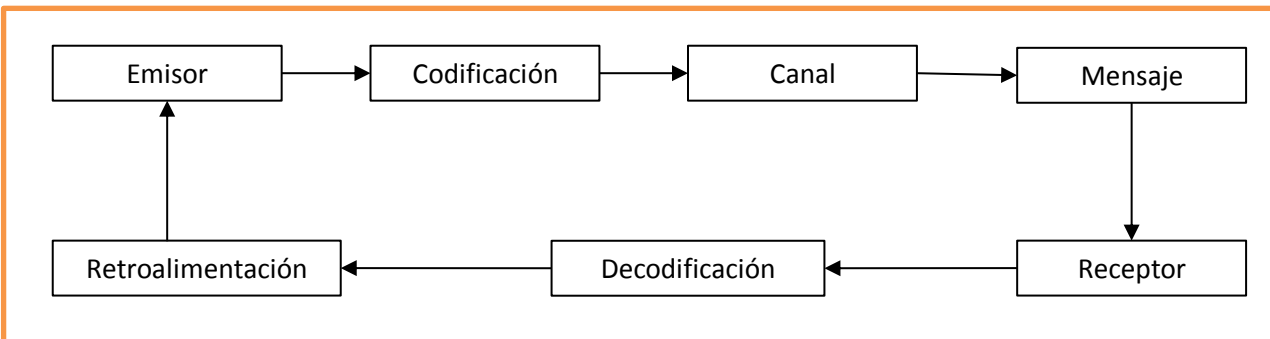 Emisor
Codificación
Canal
Mensaje
Retroalimentación
Decodificación
Receptor